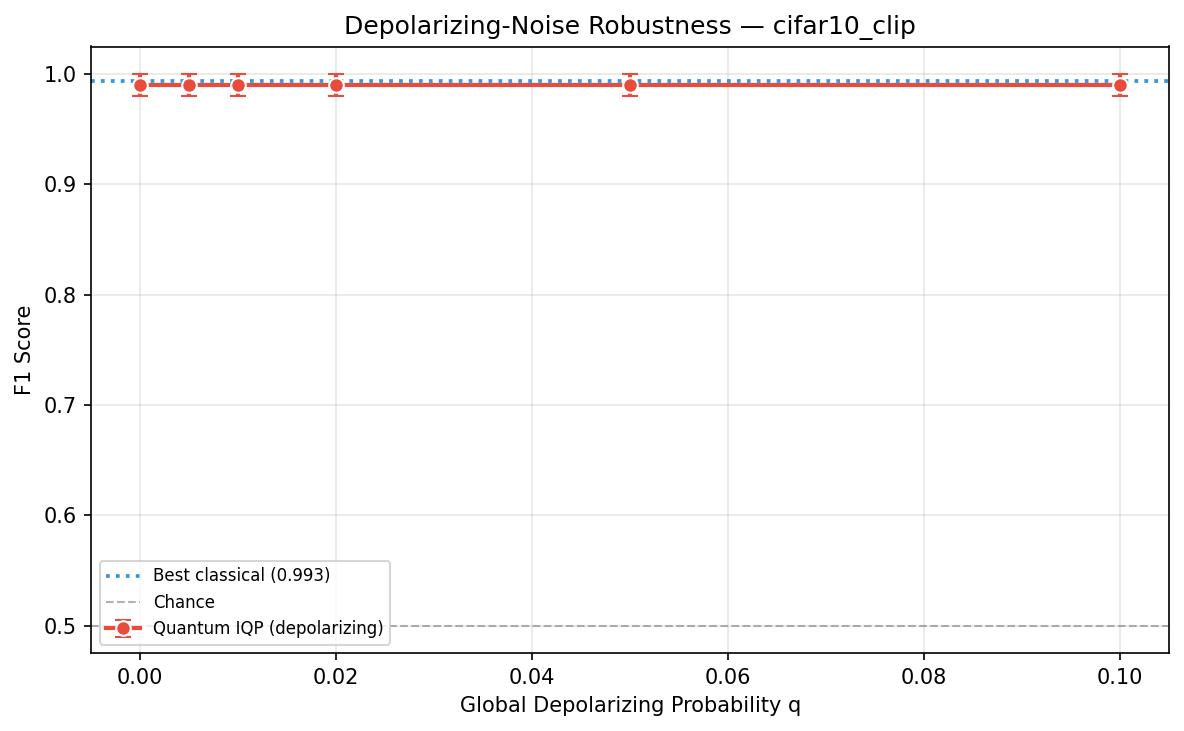 Depolarizing-Noise Robustness — cifar10_clip
F1 Score
1.0
0.9
0.8
0.7
0.6
0.5
Best classical (0.993)
Chance
Quantum IQP (depolarizing)
0.00 0.02 0.04 0.06 0.08 0.10
Global Depolarizing Probability q